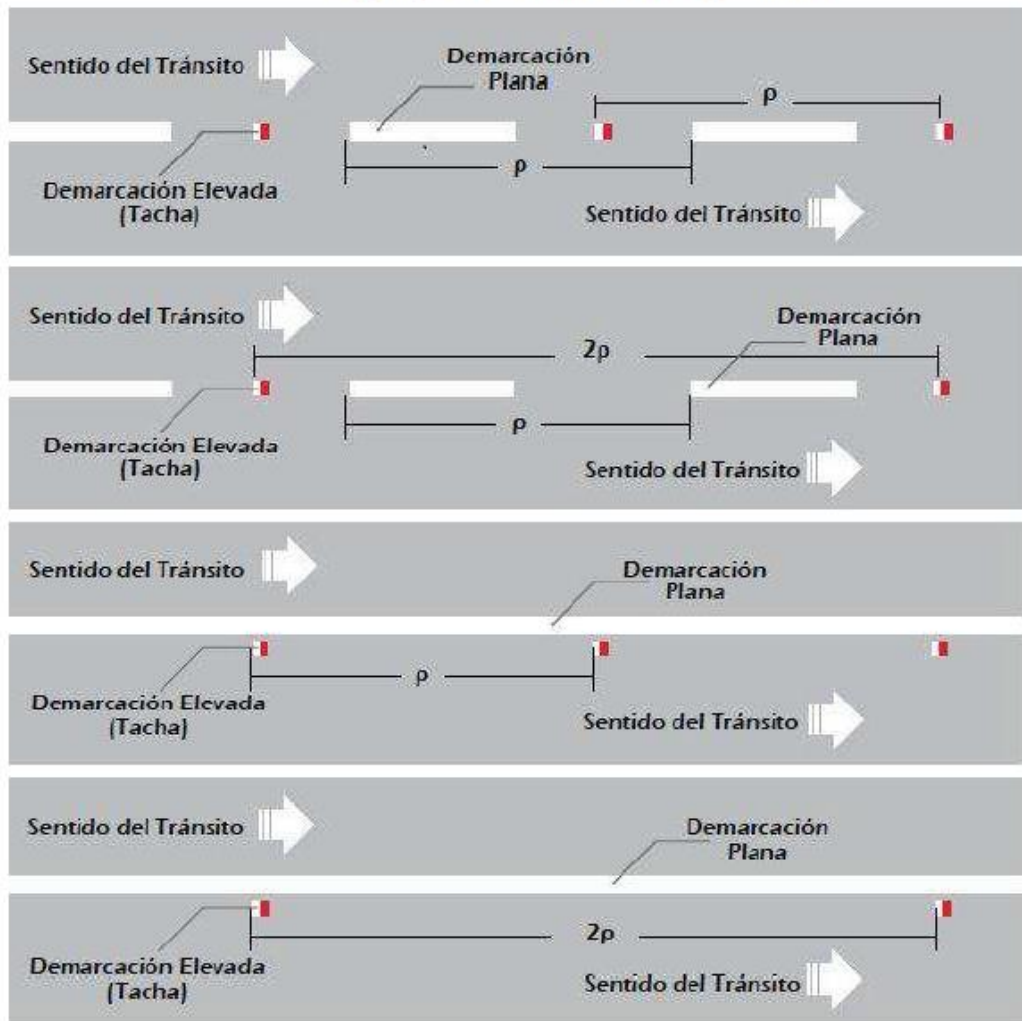 Sentido del Tránsito
Demarcación
Plana
ρ
ρ
Demarcación Elevada
(Tacha)
Sentido del Tránsito
Sentido del Tránsito
Demarcación
Plana
2ρ
Demarcación Elevada
(Tacha)
ρ
Sentido del Tránsito
Sentido del Tránsito
Demarcación
Plana
ρ
Demarcación Elevada
(Tacha)
Sentido del Tránsito
Sentido del Tránsito
Demarcación
Plana
2ρ
Demarcación Elevada
(Tacha)
Sentido del Tránsito